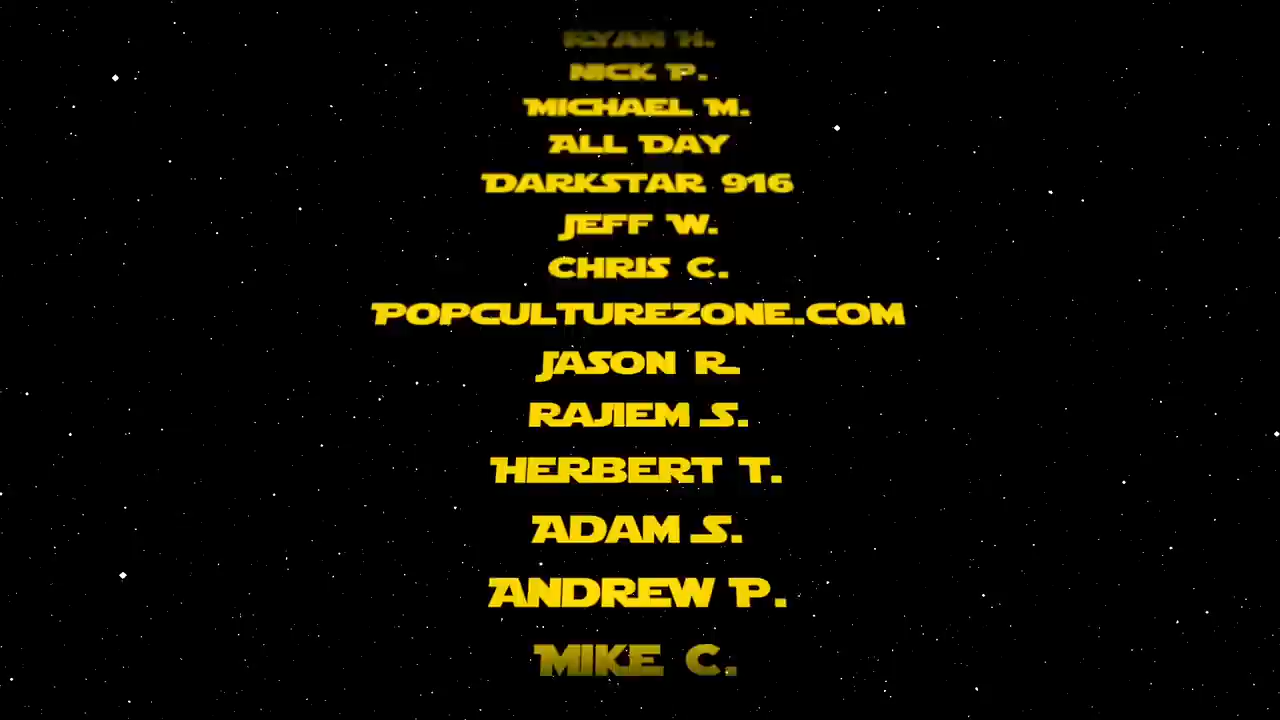 Ryan H.
Nick P.
Michael M.
All Day
Darkstar 916
Jeff W.
Chris C.
Popculturezone.com
Jason R.
Rajiem S.
Herbert T.
Adam S.
Andrew P.
Mike C.